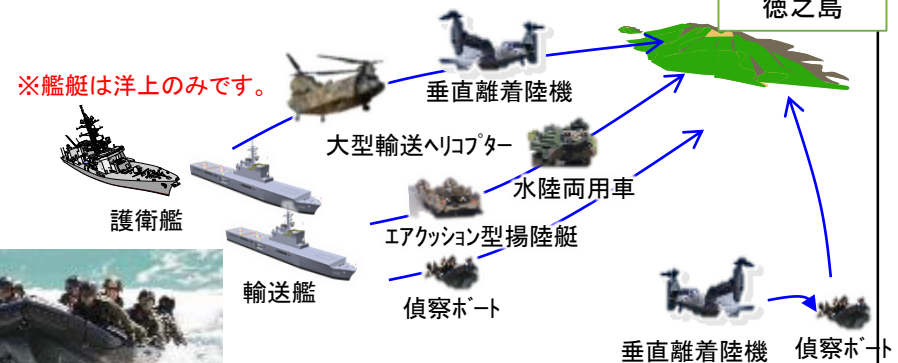 徳之島
※艦艇は洋上のみです。
垂直離着陸機
大型輸送ﾍﾘｺﾌﾟﾀｰ
水陸両用車
護衛艦
ｴｱｸｯｼｮﾝ型揚陸艇
輸送艦
偵察ﾎﾞｰﾄ
垂直離着陸機
偵察ﾎﾞｰﾄ